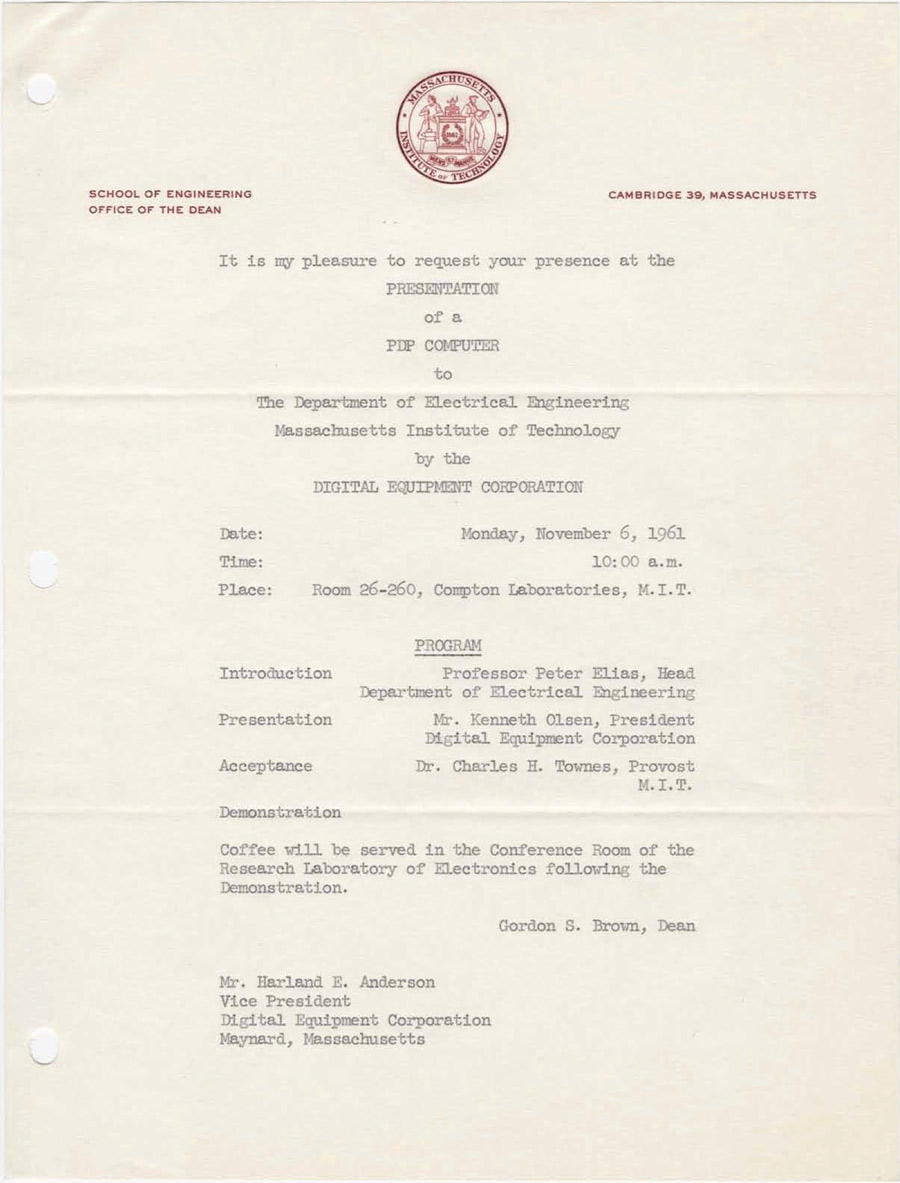 MASSACHUSETTS
INSTITUTE OF TECHNOLOGY
SCHOOL OF ENGINEERING
OFFICE OF THE DEAN
CAMBRIDGE 39, MASSACHUSETTS
It is my pleasure to request your presence at the
PRESENTATION
of a
PDP COMPUTER
to
The Department of Electrical Engineering
Massachusetts Institute of Technology
by the
DIGITAL EQUIPMENT CORPORATION
Date: Monday, November 6, 1961
Time: 10:00 a.m.
Place: Room 26-260, Compton Laboratories, M.I.T.
PROGRAM
Introduction Professor Peter Elias, Head
Department of Electrical Engineering
Presentation Mr. Kenneth Olsen, President
Digital Equipment Corporation
Acceptance Dr. Charles H. Townes, Provost
M.I.T.
Demonstration
Coffee will be served in the Conference Room of the
Research Laboratory of Electronics following the
Demonstration.
Gordon S. Brown, Dean
Mr. Harland E. Anderson
Vice President
Digital Equipment Corporation
Maynard, Massachusetts